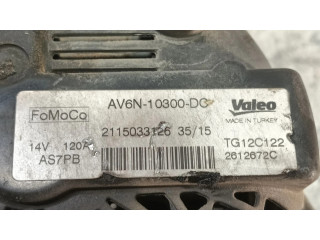 AV6N-10300-DC
FoMoCo
Valeo
MADE IN TURKEY
2115033126 35/15
14V 120A
TG12C122
AS7PB
2612672C